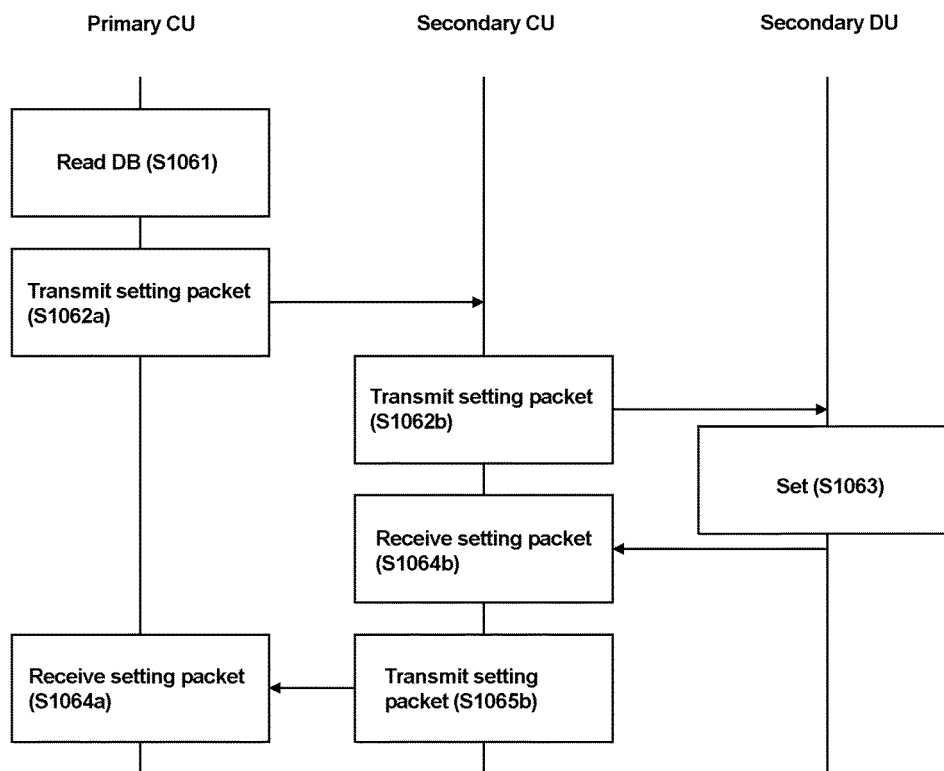 Primary CU
Secondary CU
Secondary DU
Read DB (S1061)
Transmit setting packet
(S1062a)
Transmit setting packet
(S1062b)
Set (S1063)
Receive setting packet
(S1064b)
Receive setting packet
(S1064a)
Transmit setting
packet (S1065b)